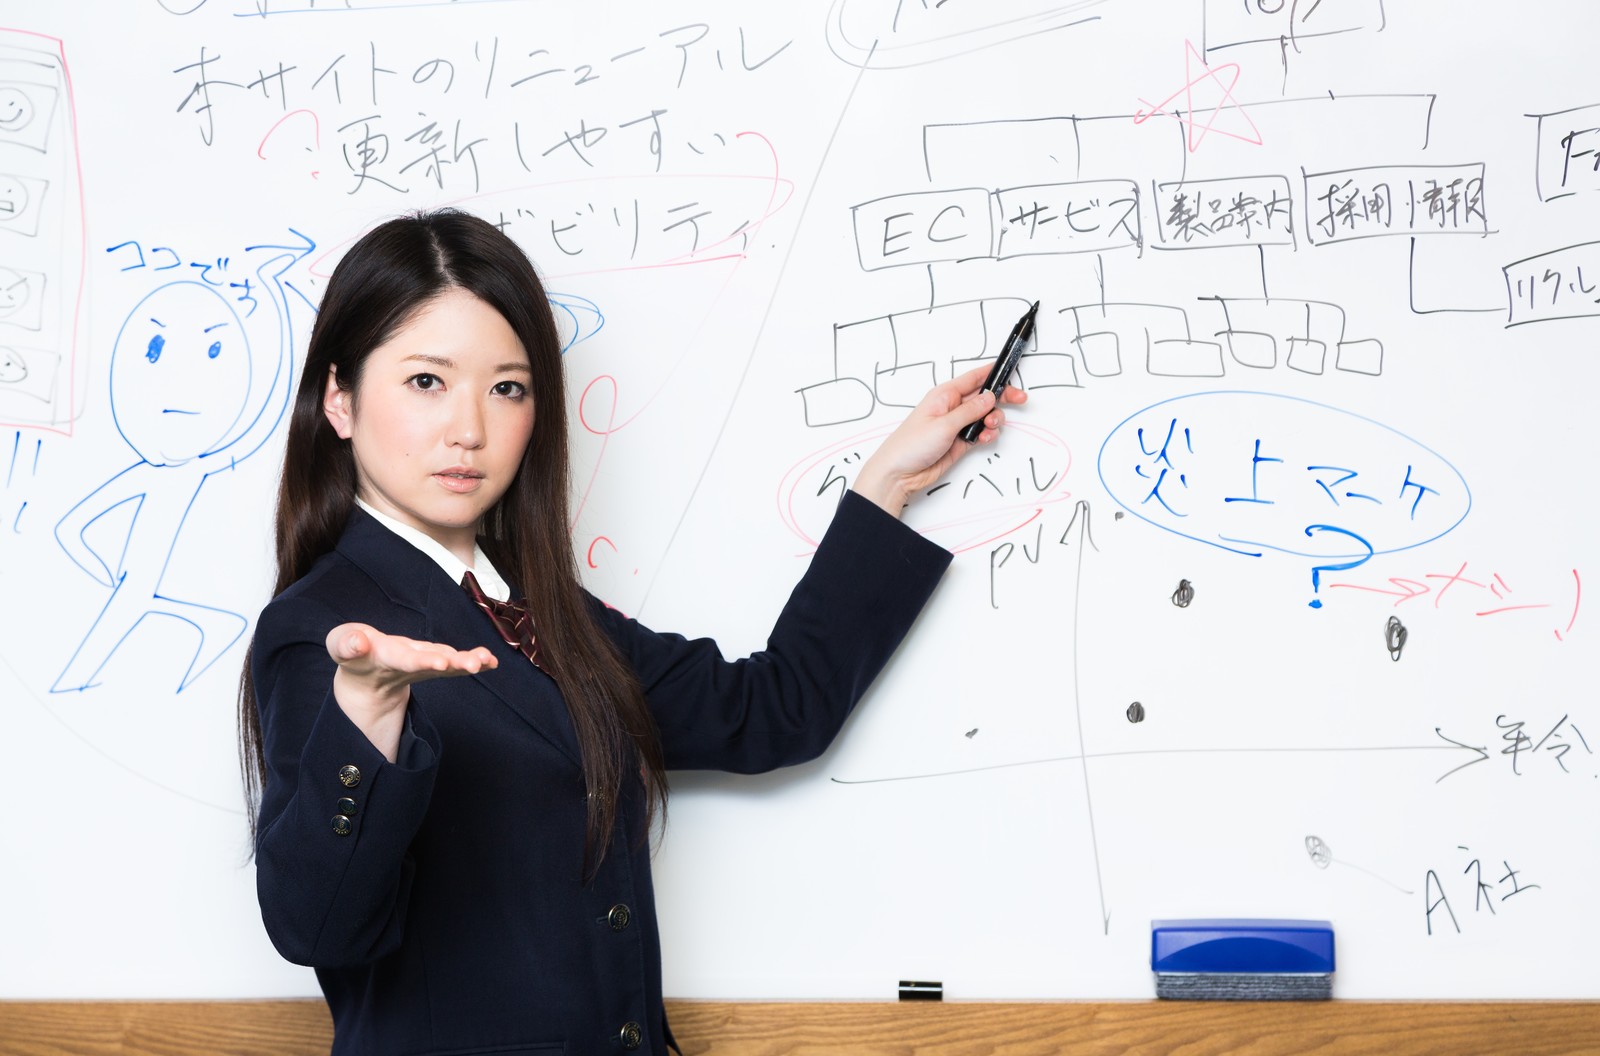 本サイトのリニューアル
更新しやすい
ビリティ
ココでき
EC
サービス
製品案内
採用情報
リクル
バル
炎上マーケ
?
PV
年令
A社